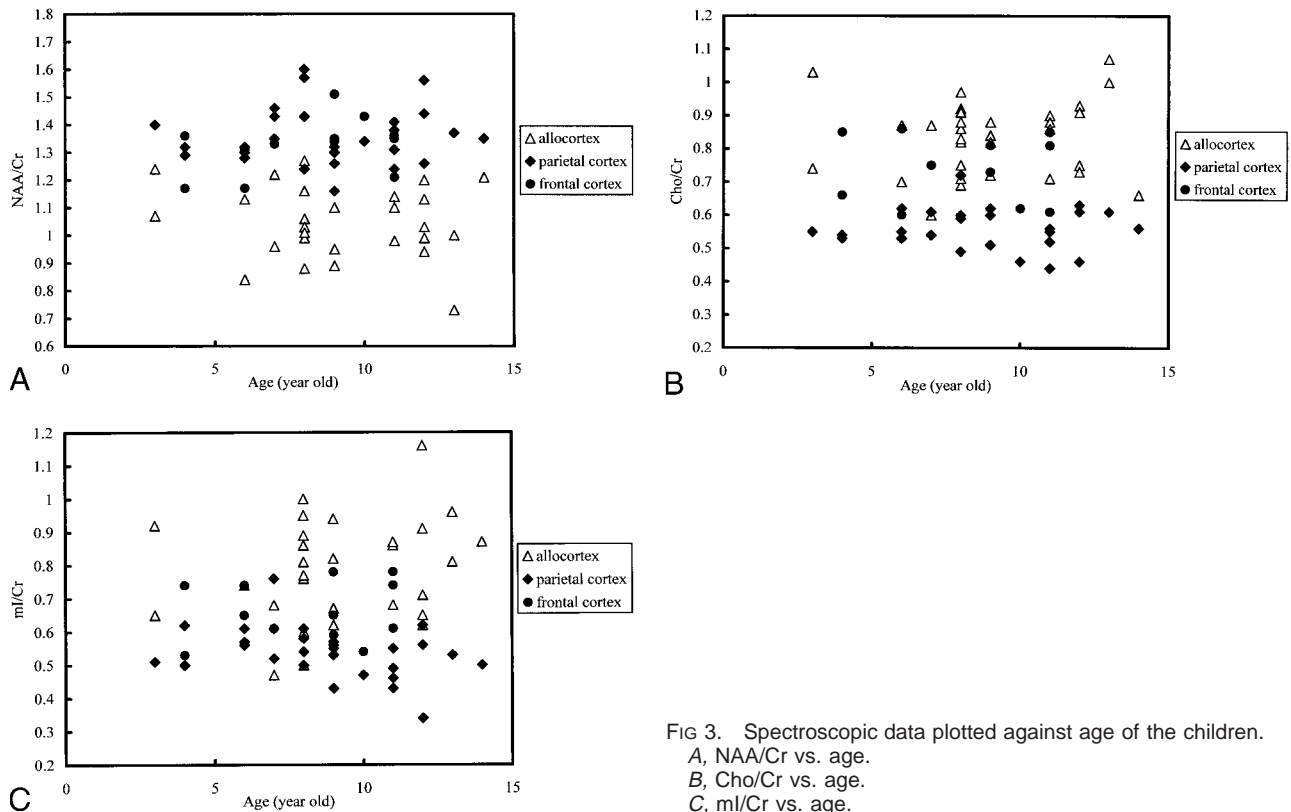 1.8
1.7
1.6
1.5
1.4
1.3
1.2
1.1
1
0.9
0.8
0.7
0.6
NAA/Cr
0 5 10 15
Age (year old)
△ allocortex
◆ parietal cortex
● frontal cortex
A
1.2
1.1
1
0.9
0.8
0.7
0.6
0.5
0.4
0.3
0.2
Cho/Cr
0 5 10 15
Age (year old)
△ allocortex
◆ parietal cortex
● frontal cortex
B
1.2
1.1
1
0.9
0.8
0.7
0.6
0.5
0.4
0.3
0.2
mI/Cr
0 5 10 15
Age (year old)
△ allocortex
◆ parietal cortex
● frontal cortex
C
FIG 3. Spectroscopic data plotted against age of the children.
A, NAA/Cr vs. age.
B, Cho/Cr vs. age.
C, mI/Cr vs. age.